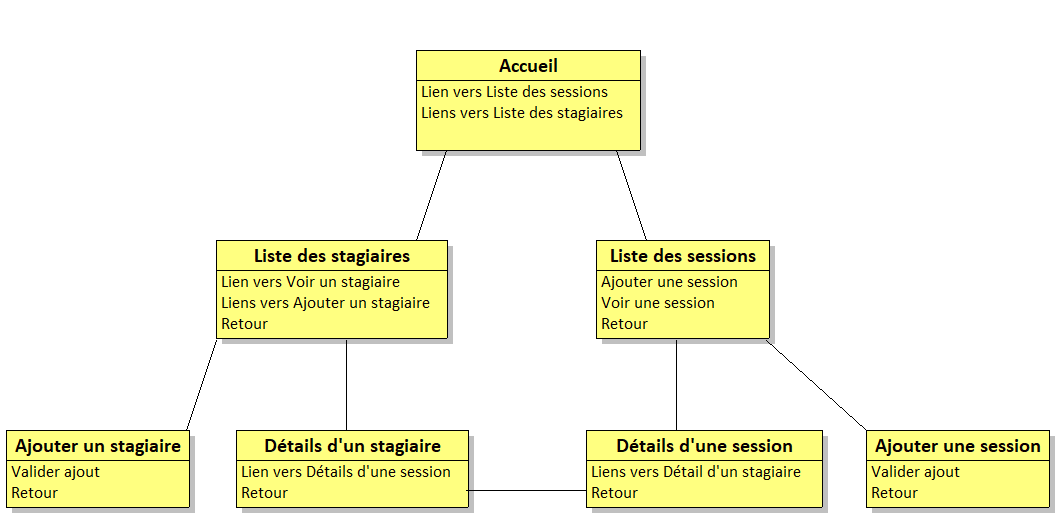 Accueil
Lien vers Liste des sessions
Liens vers Liste des stagiaires
Liste des stagiaires
Lien vers Voir un stagiaire
Liens vers Ajouter un stagiaire
Retour
Liste des sessions
Ajouter une session
Voir une session
Retour
Ajouter un stagiaire
Valider ajout
Retour
Détails d'un stagiaire
Lien vers Détails d'une session
Retour
Détails d'une session
Liens vers Détail d'un stagiaire
Retour
Ajouter une session
Valider ajout
Retour